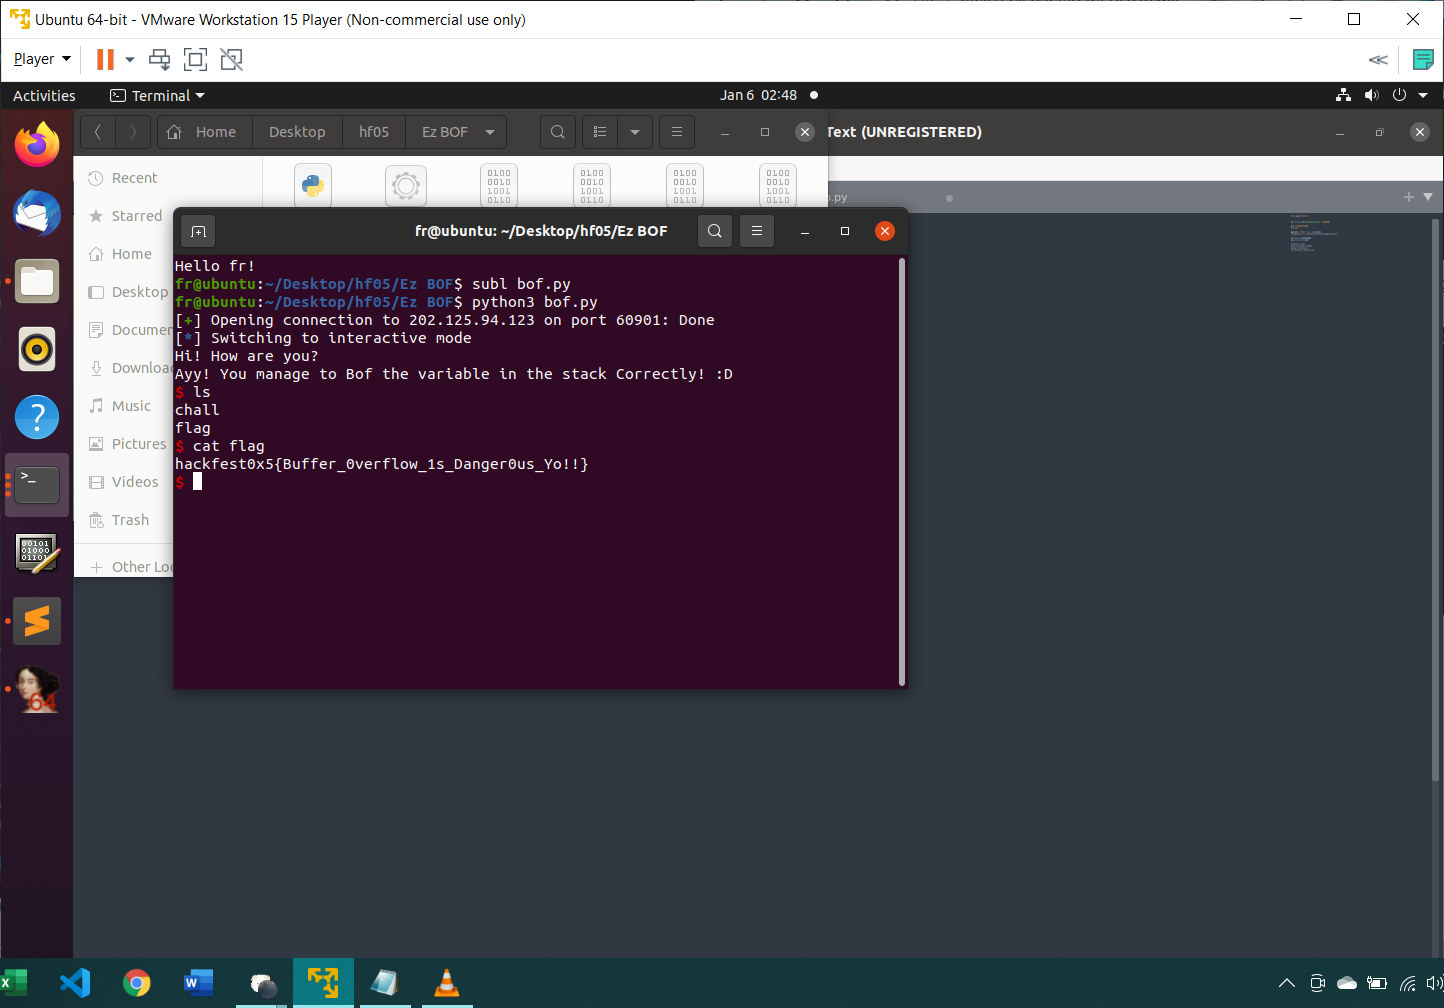 Ubuntu 64-bit - VMware Workstation 15 Player (Non-commercial use only)
Player
Activities
Terminal
Jan 6 02:48
Home
Desktop
hf05
Ez BOF
Text (UNREGISTERED)
.py
Recent
Starred
Home
Desktop
Documen
Downloa
Music
Pictures
Videos
Trash
Other Loc
0100
0010
1001
0110
0100
0010
1001
0110
0100
0010
1001
0110
0100
0010
1001
0110
fr@ubuntu: ~/Desktop/hf05/Ez BOF
Hello fr!
fr@ubuntu:~/Desktop/hf05/Ez BOF$ subl bof.py
fr@ubuntu:~/Desktop/hf05/Ez BOF$ python3 bof.py
[+] Opening connection to 202.125.94.123 on port 60901: Done
[*] Switching to interactive mode
Hi! How are you?
Ayy! You manage to Bof the variable in the stack Correctly! :D
$ ls
chall
flag
$ cat flag
hackfest0x5{Buffer_0verflow_1s_Danger0us_Yo!!}
$
>_
00101
01000
01101
64